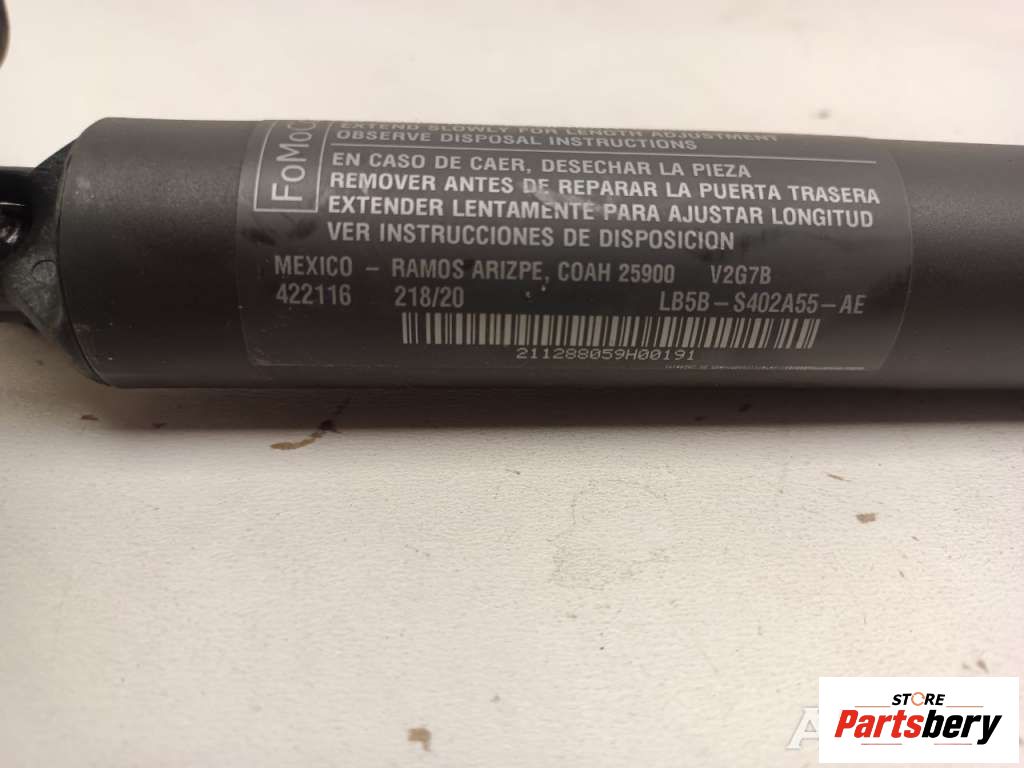 FoMoC
EXTEND SLOWLY FOR LENGTH ADJUSTMENT
OBSERVE DISPOSAL INSTRUCTIONS
EN CASO DE CAER, DESECHAR LA PIEZA
REMOVER ANTES DE REPARAR LA PUERTA TRASERA
EXTENDER LENTAMENTE PARA AJUSTAR LONGITUD
VER INSTRUCCIONES DE DISPOSICION
MEXICO - RAMOS ARIZPE, COAH 25900 V2G7B
422116 218/20 LB5B-S402A55-AE
211288059H00191
STORE
Partsbery